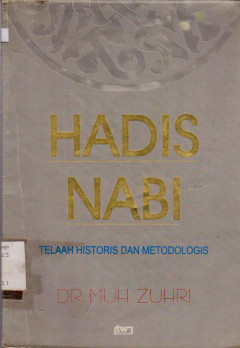 HADIS
NABI
TELAAH HISTORIS DAN METODOLOGIS
DR MUH ZUHRI